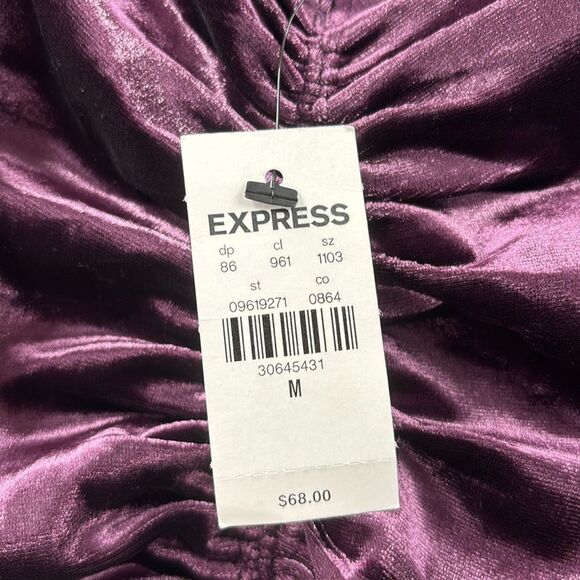 EXPRESS
dp cl sz
86 961 1103
st co
09619271 0864
30645431
M
$68.00